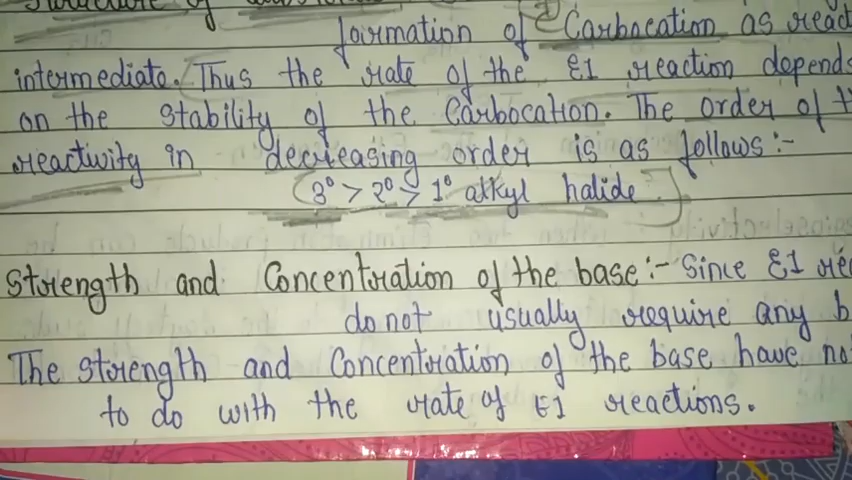 formation of Carbocation as react
intermediate. Thus the rate of the E1 reaction depends
on the stability of the Carbocation. The order of t
reactivity in decreasing order is as follows:-
(3° > 2° > 1° alkyl halide)
Strength and Concentration of the base:- Since E1 rea
do not usually require any b
The strength and Concentration of the base have no
to do with the rate of E1 reactions.